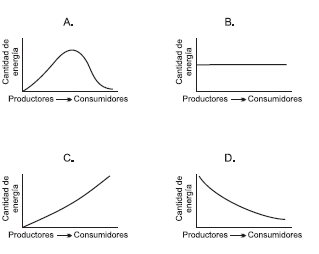 A.
Cantidad de
energía
Productores → Consumidores
B.
Cantidad de
energía
Productores → Consumidores
C.
Cantidad de
energía
Productores → Consumidores
D.
Cantidad de
energía
Productores → Consumidores